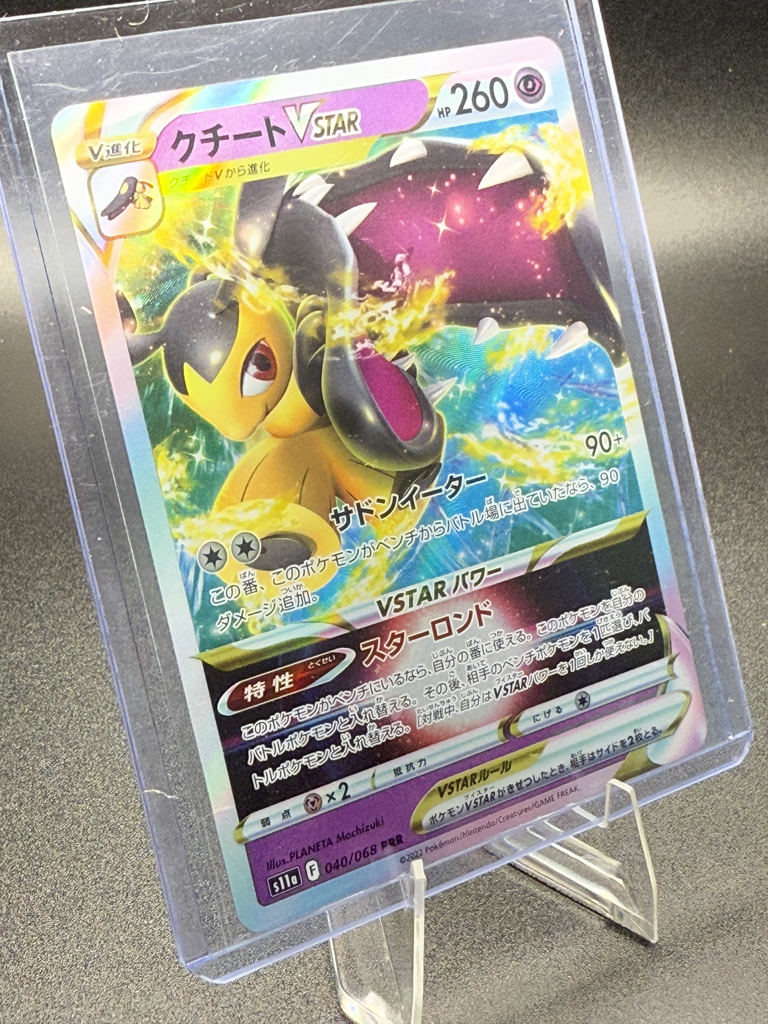 V進化
クチートVSTAR
HP 260
クチートVから進化
サドンイーター 90+
この番、このポケモンがベンチからバトル場に出ていたなら、90
ダメージ追加。
VSTARパワー
特性 スターロンド
このポケモンがベンチにいるなら、自分の番に使える。このポケモンを自分の
バトルポケモンと入れ替える。その後、相手のベンチポケモンを1匹選び、バ
トルポケモンと入れ替える。[対戦中、自分はVSTARパワーを1回しか使えない。]
弱点 ×2 抵抗力 にげる
VSTARルール
ポケモンVSTARがきぜつしたとき、相手はサイドを2枚とる。
Illus. PLANETA Mochizuki
s11a F 040/068 RRR
©2022 Pokémon/Nintendo/Creatures/GAME FREAK.